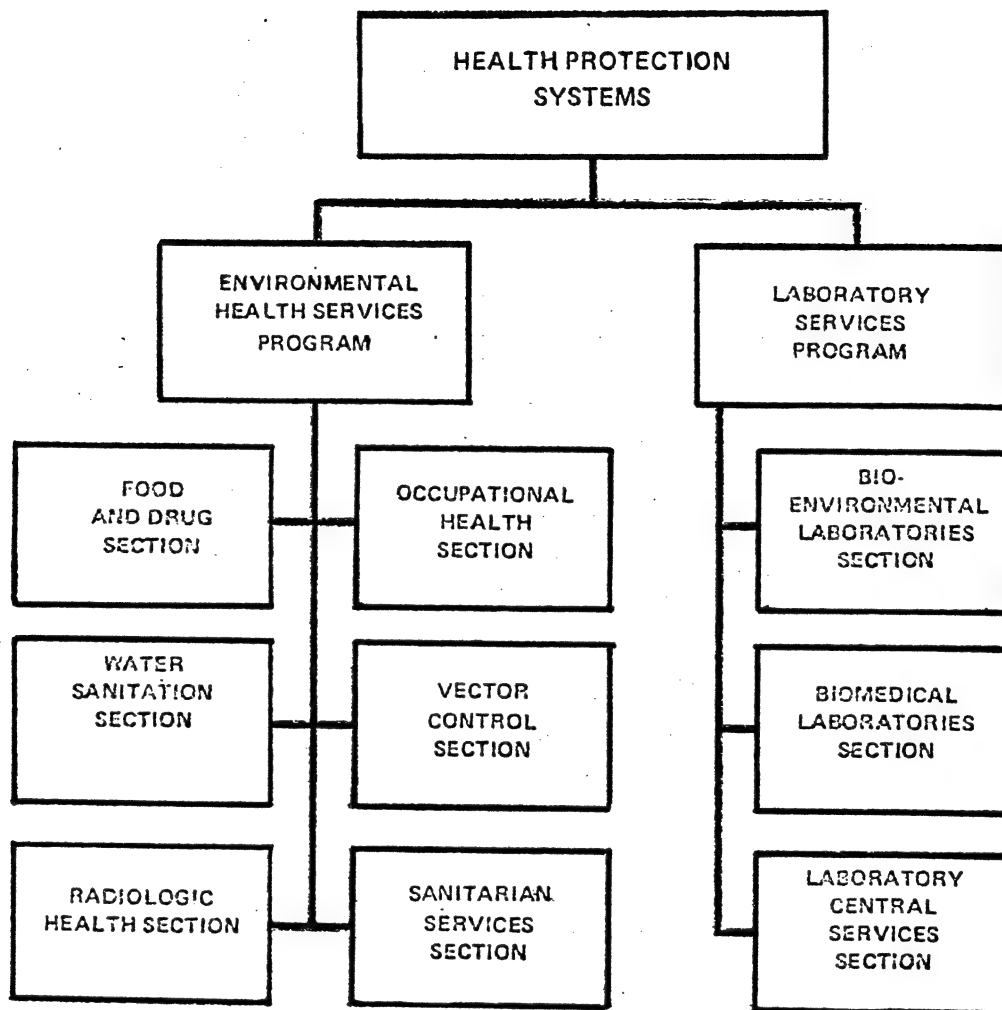 HEALTH PROTECTION
SYSTEMS
ENVIRONMENTAL
HEALTH SERVICES
PROGRAM
LABORATORY
SERVICES
PROGRAM
FOOD
AND DRUG
SECTION
OCCUPATIONAL
HEALTH
SECTION
BIO-
ENVIRONMENTAL
LABORATORIES
SECTION
WATER
SANITATION
SECTION
VECTOR
CONTROL
SECTION
BIOMEDICAL
LABORATORIES
SECTION
RADIOLOGIC
HEALTH SECTION
SANITARIAN
SERVICES
SECTION
LABORATORY
CENTRAL
SERVICES
SECTION